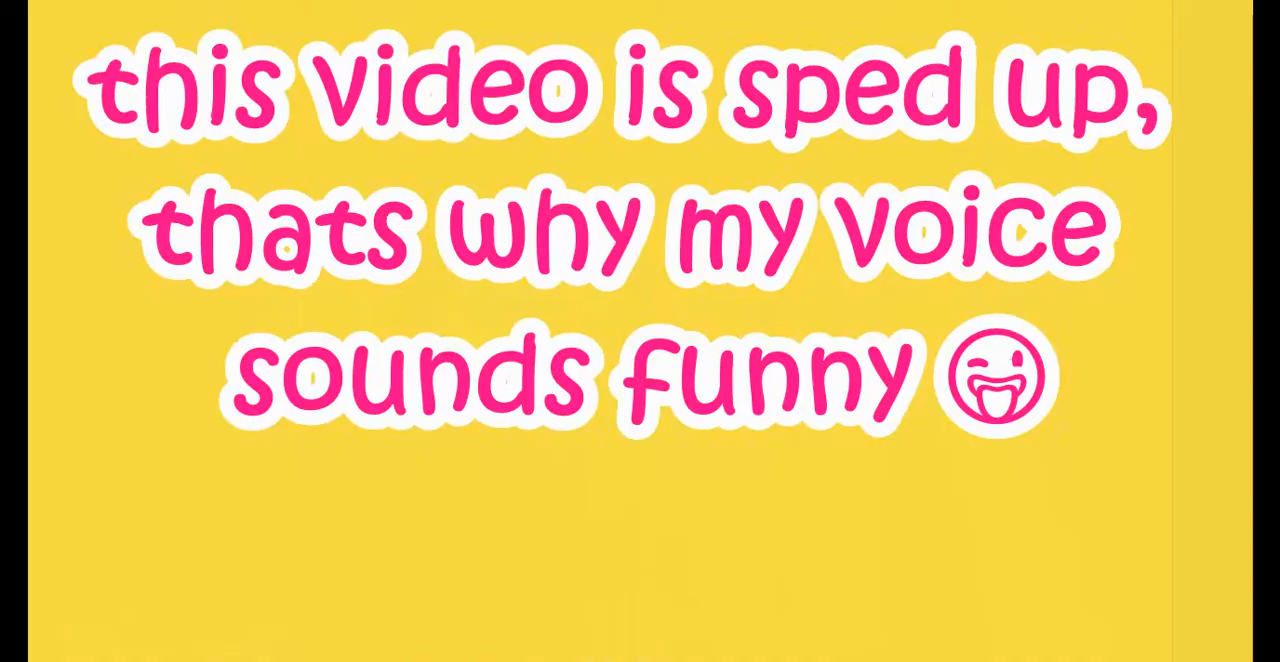 this video is sped up,
thats why my voice
sounds funny 😜